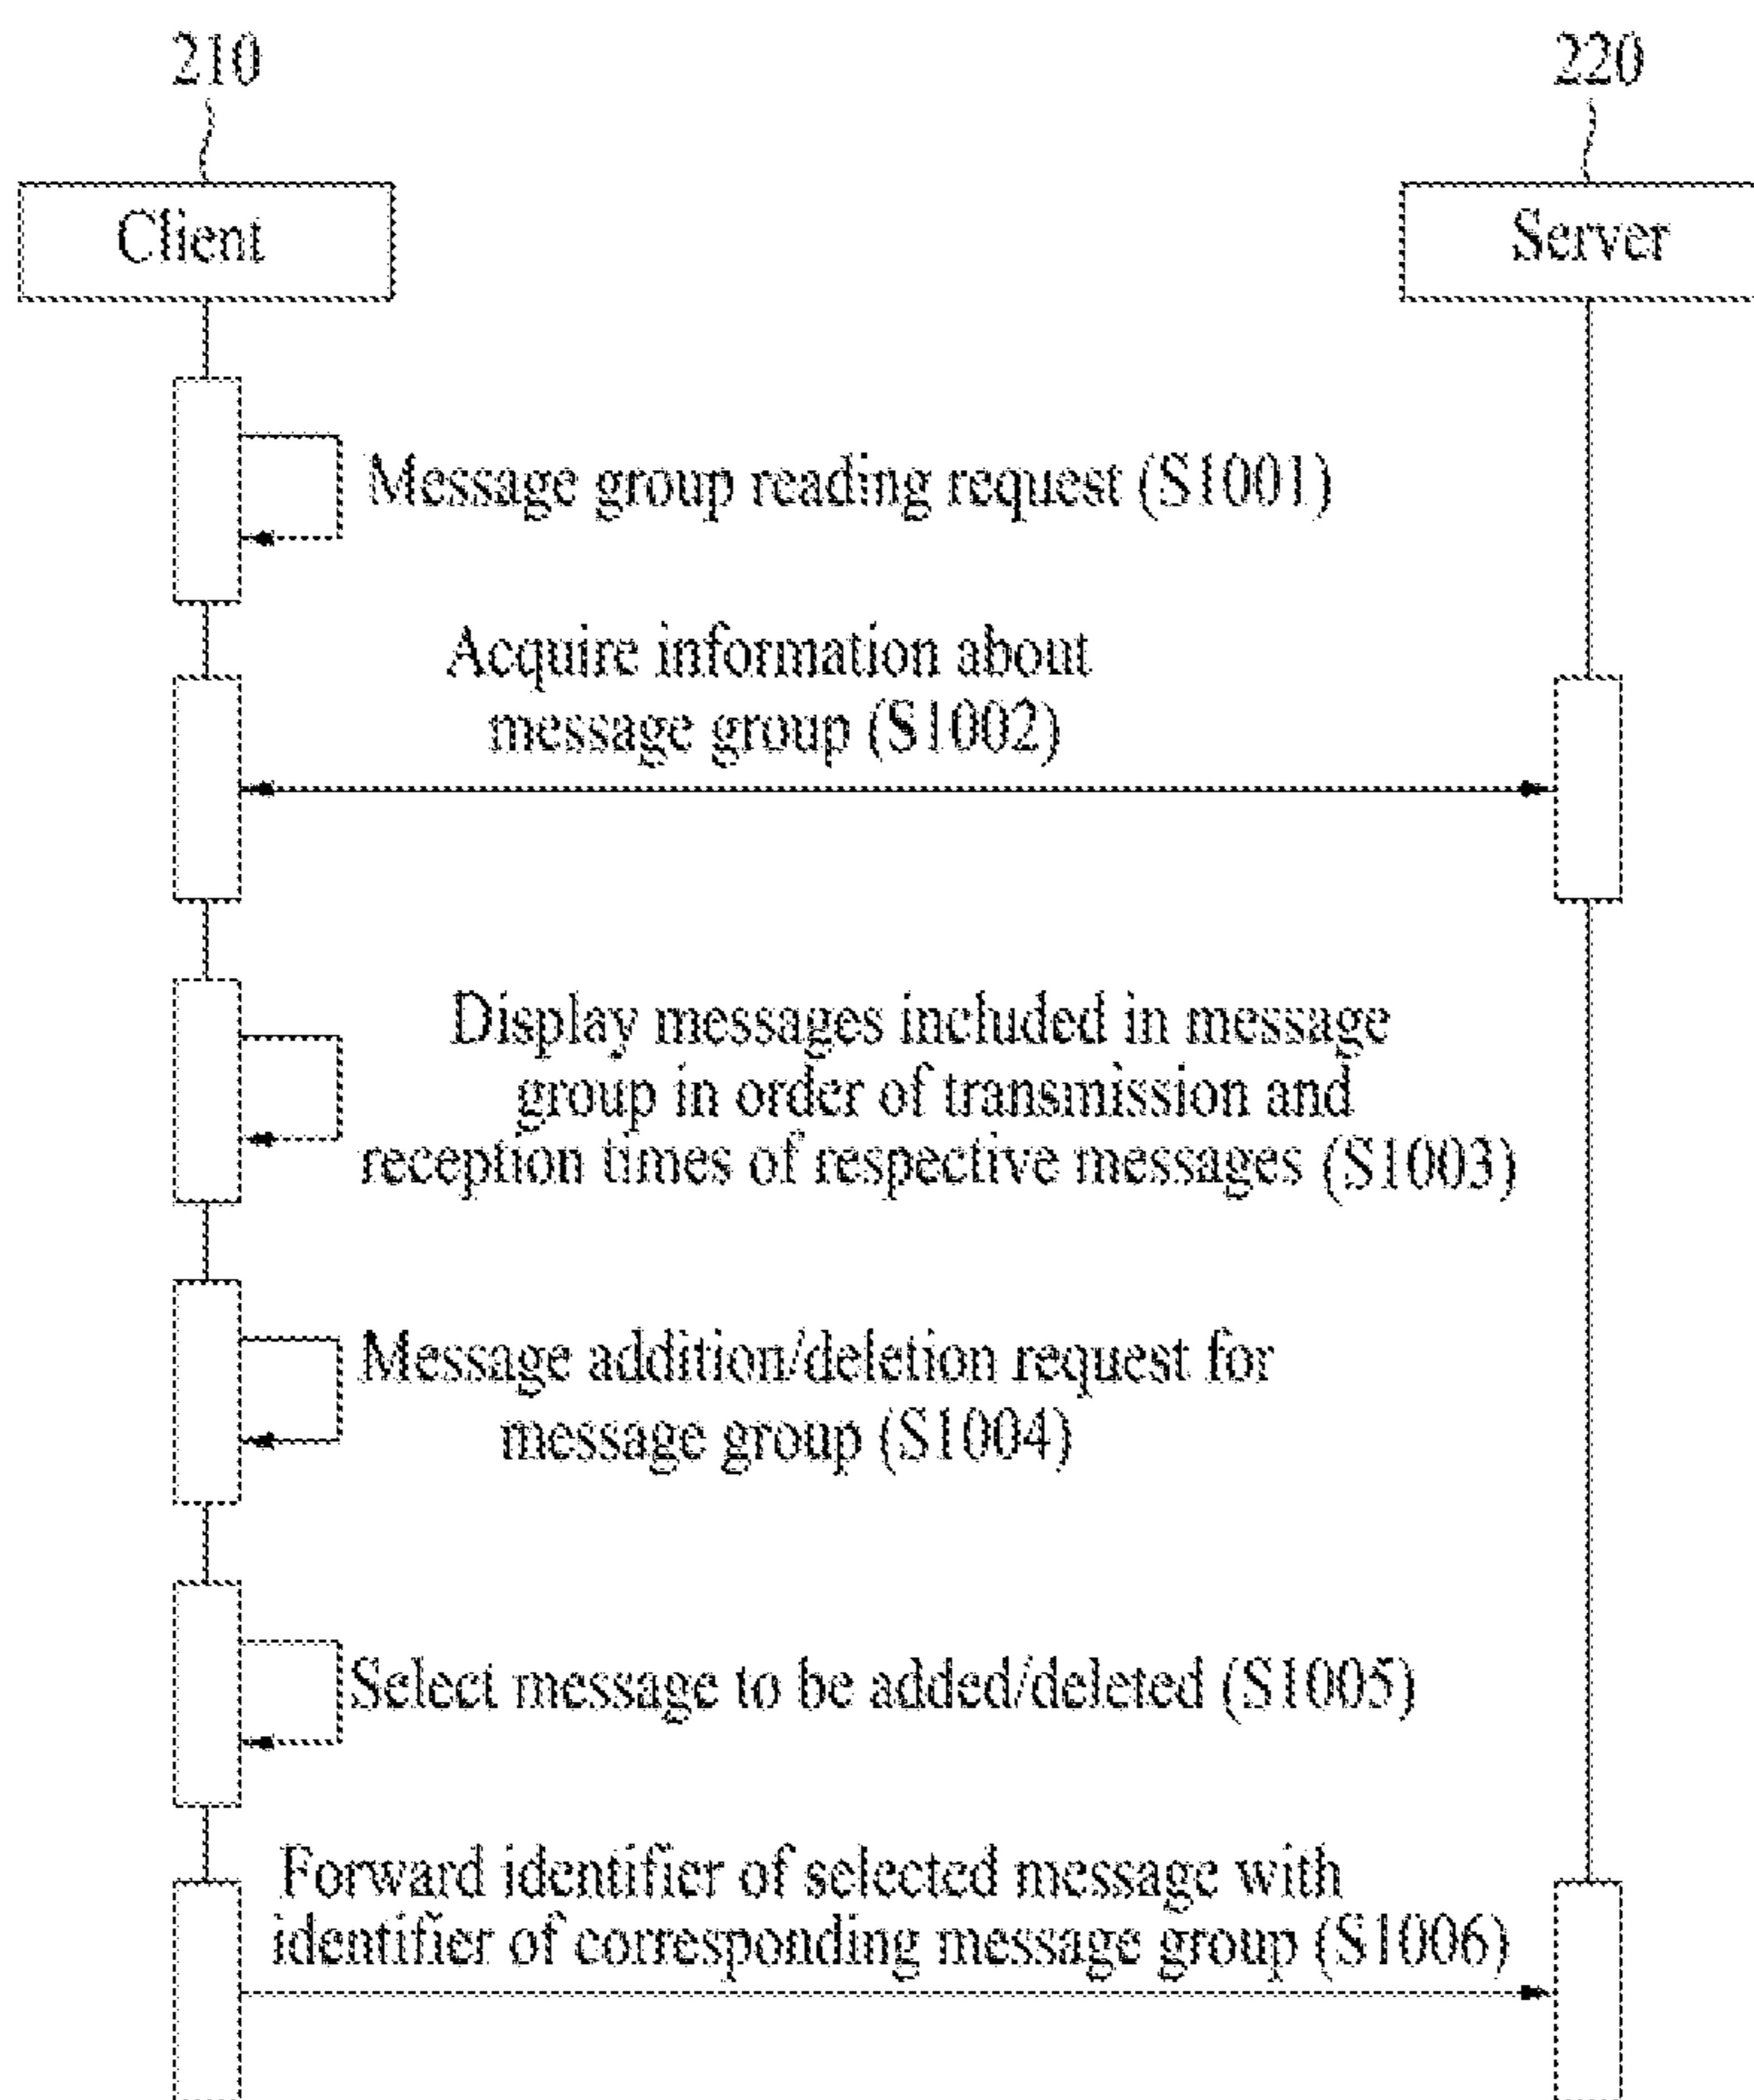 210
220
Client
Server
Message group reading request (S1001)
Acquire information about
message group (S1002)
Display messages included in message
group in order of transmission and
reception times of respective messages (S1003)
Message addition/deletion request for
message group (S1004)
Select message to be added/deleted (S1005)
Forward identifier of selected message with
identifier of corresponding message group (S1006)